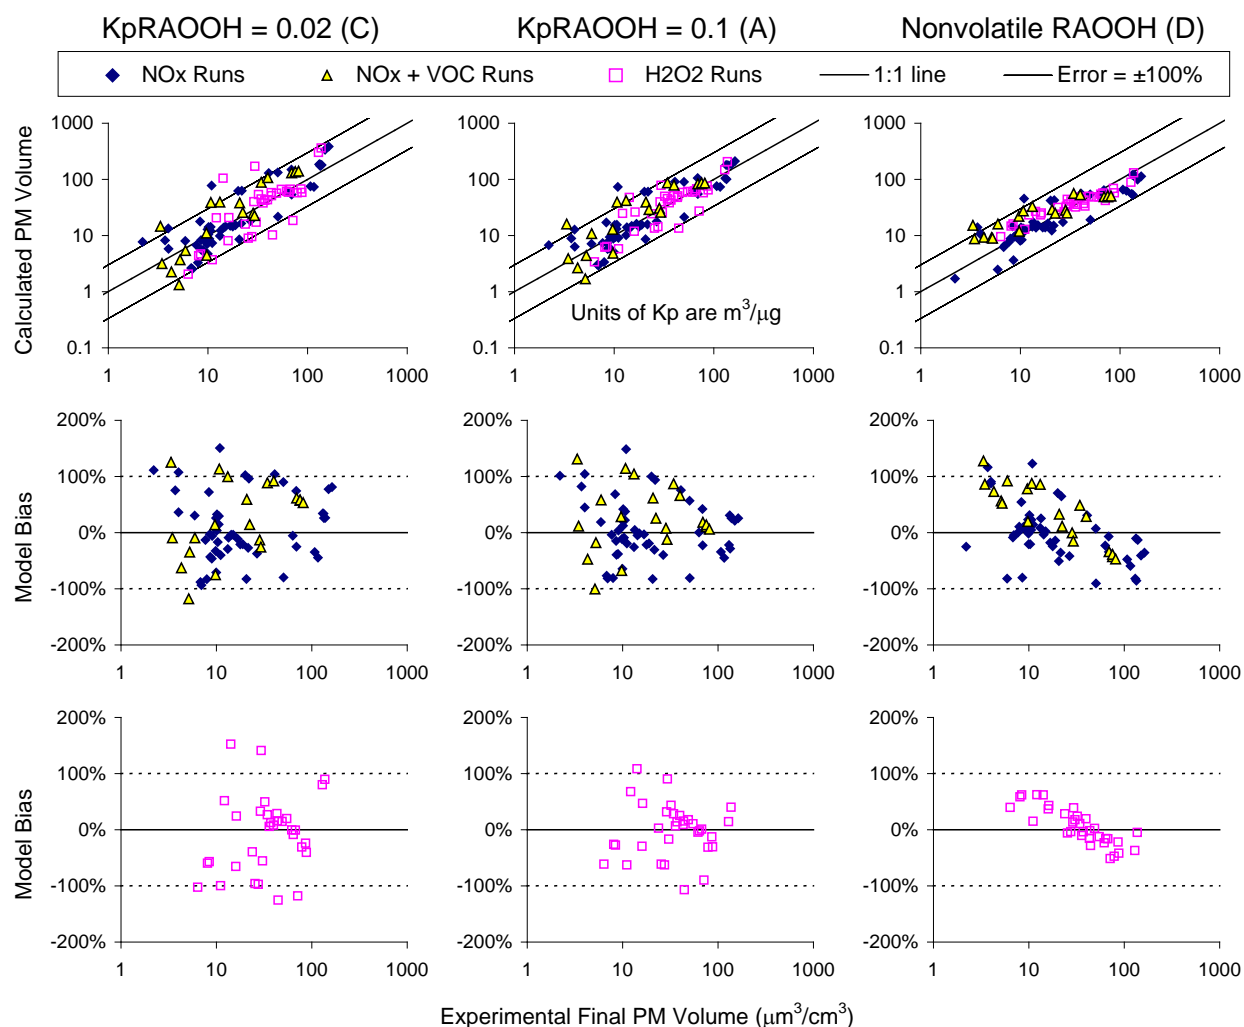 KpRAOOH = 0.02 (C) KpRAOOH = 0.1 (A) Nonvolatile RAOOH (D)
NOx Runs NOx + VOC Runs H2O2 Runs 1:1 line Error = ±100%
Calculated PM Volume
1000
100
10
1
0.1
1 10 100 1000
1000
100
10
1
0.1
Units of Kp are m³/μg
1 10 100 1000
1000
100
10
1
0.1
1 10 100 1000
Model Bias
200%
100%
0%
-100%
-200%
1 10 100 1000
200%
100%
0%
-100%
-200%
1 10 100 1000
200%
100%
0%
-100%
-200%
1 10 100 1000
Model Bias
200%
100%
0%
-100%
-200%
1 10 100 1000
200%
100%
0%
-100%
-200%
1 10 100 1000
200%
100%
0%
-100%
-200%
1 10 100 1000
Experimental Final PM Volume (μm³/cm³)